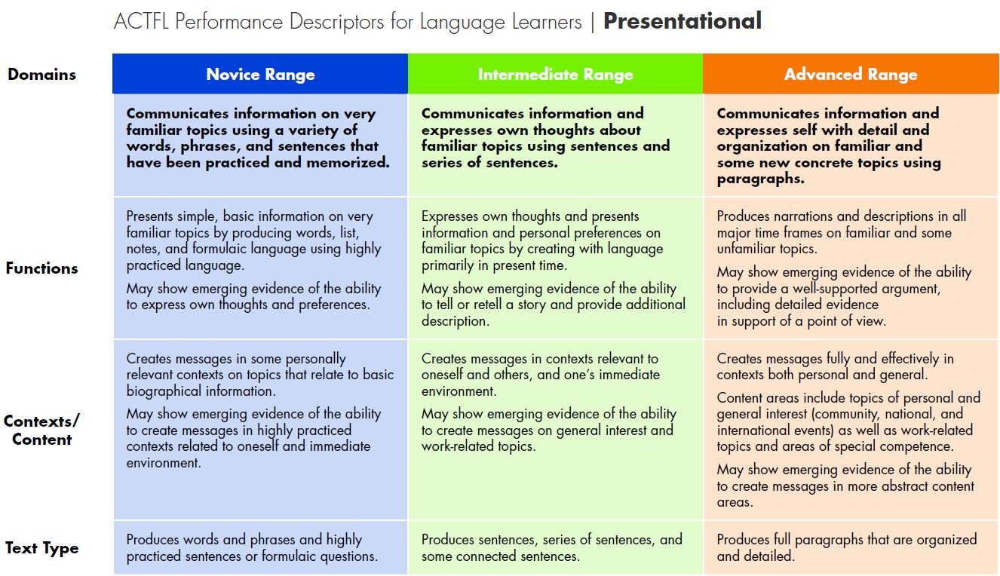 ACTFL Performance Descriptors for Language Learners | Presentational
Domains
Novice Range
Intermediate Range
Advanced Range
Communicates information on very
familiar topics using a variety of
words, phrases, and sentences that
have been practiced and memorized.
Communicates information and
expresses own thoughts about
familiar topics using sentences and
series of sentences.
Communicates information and
expresses self with detail and
organization on familiar and
some new concrete topics using
paragraphs.
Functions
Presents simple, basic information on very
familiar topics by producing words, list,
notes, and formulaic language using highly
practiced language.
May show emerging evidence of the ability
to express own thoughts and preferences.
Expresses own thoughts and presents
information and personal preferences on
familiar topics by creating with language
primarily in present time.
May show emerging evidence of the ability
to tell or retell a story and provide additional
description.
Produces narrations and descriptions in all
major time frames on familiar and some
unfamiliar topics.
May show emerging evidence of the ability
to provide a well-supported argument,
including detailed evidence
in support of a point of view.
Contexts/
Content
Creates messages in some personally
relevant contexts on topics that relate to basic
biographical information.
May show emerging evidence of the ability
to create messages in highly practiced
contexts related to oneself and immediate
environment.
Creates messages in contexts relevant to
oneself and others, and one's immediate
environment.
May show emerging evidence of the ability
to create messages on general interest and
work-related topics.
Creates messages fully and effectively in
contexts both personal and general.
Content areas include topics of personal and
general interest (community, national, and
international events) as well as work-related
topics and areas of special competence.
May show emerging evidence of the ability
to create messages in more abstract content
areas.
Text Type
Produces words and phrases and highly
practiced sentences or formulaic questions.
Produces sentences, series of sentences, and
some connected sentences.
Produces full paragraphs that are organized
and detailed.